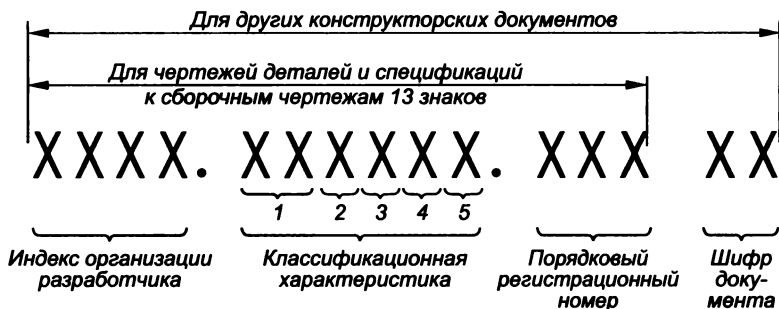 Для других конструкторских документов
Для чертежей деталей и спецификаций
к сборочным чертежам 13 знаков
XXXX. XXXXXX. XXX XX
1 2 3 4 5
Индекс организации
разработчика
Классификационная
характеристика
Порядковый
регистрационный
номер
Шифр
доку-
мента